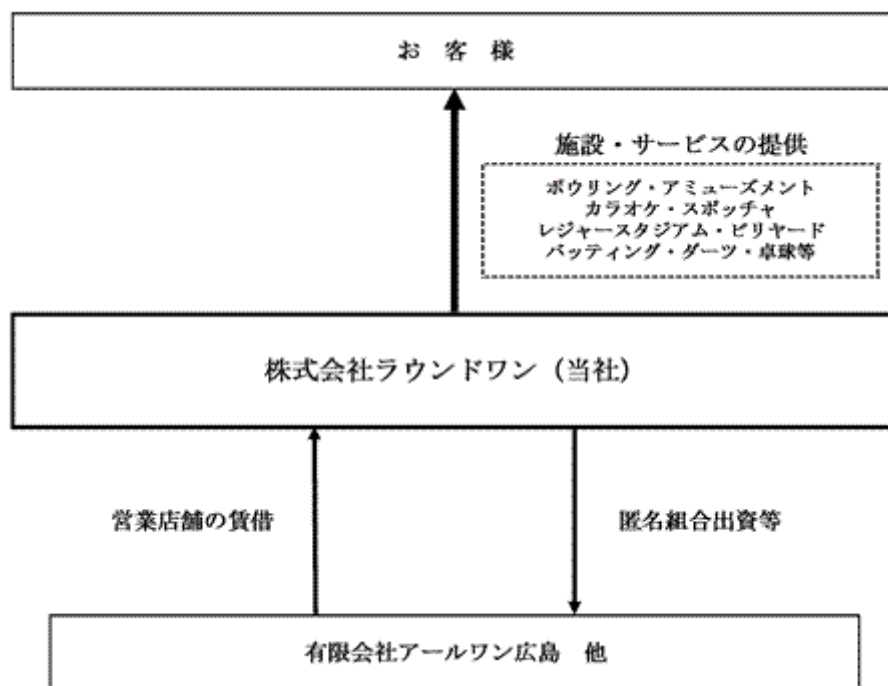 お 客 様
施設・サービスの提供
ボウリング・アミューズメント
カラオケ・スポッチャ
レジャースタジアム・ビリヤード
バッティング・ダーツ・卓球等
株式会社ラウンドワン（当社）
営業店舗の賃借
匿名組合出資等
有限会社アールワン広島 他